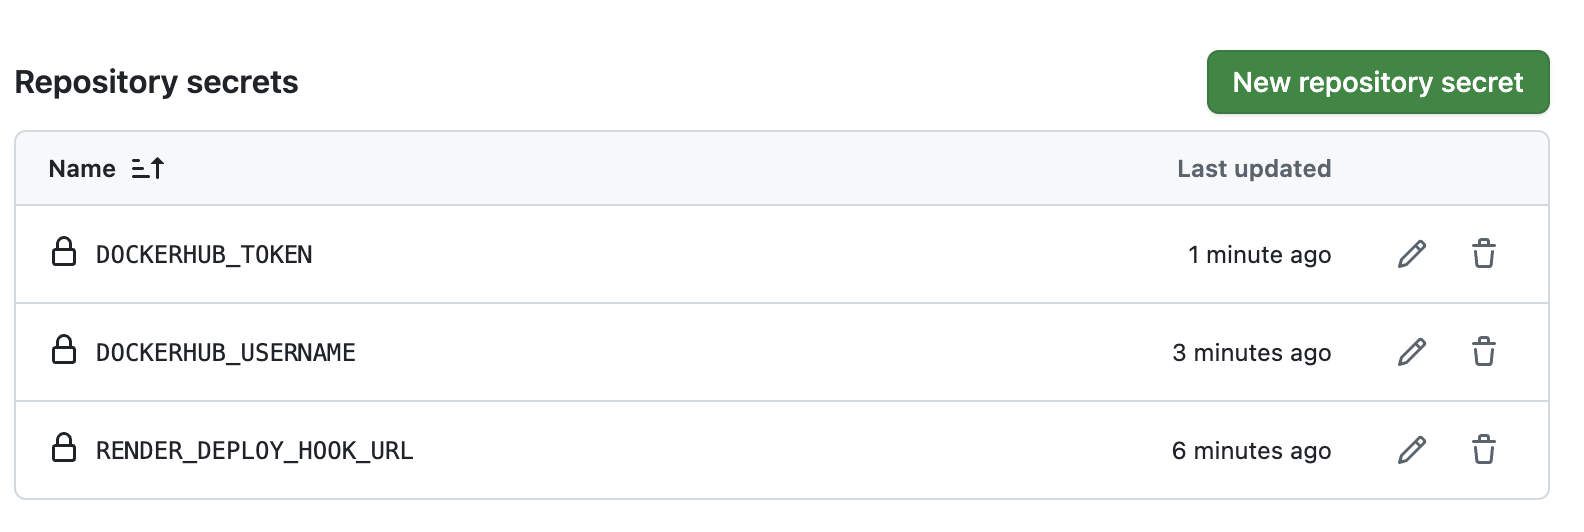 Repository secrets
New repository secret
Name
Last updated
DOCKERHUB_TOKEN
1 minute ago
DOCKERHUB_USERNAME
3 minutes ago
RENDER_DEPLOY_HOOK_URL
6 minutes ago